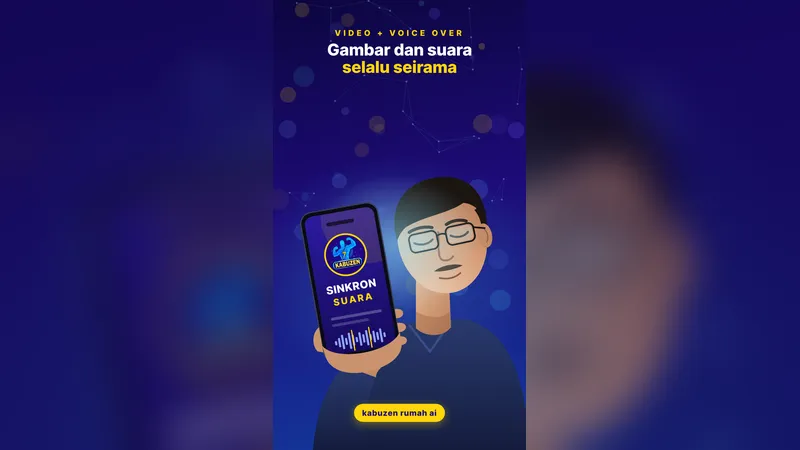 VIDEO + VOICE OVER
Gambar dan suara
selalu seirama
KABUZEN
SINKRON
SUARA
kabuzen rumah ai